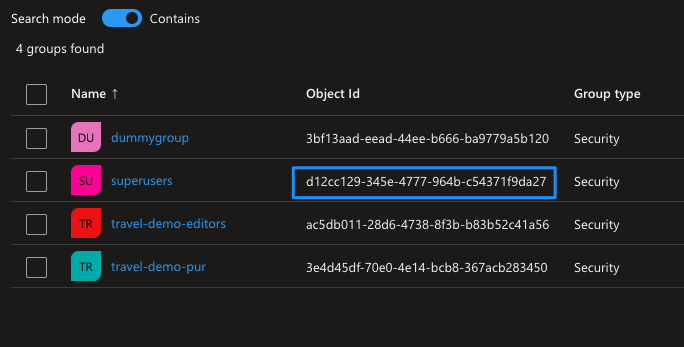 Search mode Contains
4 groups found
Name ↑ Object Id Group type
DU dummygroup 3bf13aad-eead-44ee-b666-ba9779a5b120 Security
SU superusers d12cc129-345e-4777-964b-c54371f9da27 Security
TR travel-demo-editors ac5db011-28d6-4738-8f3b-b83b52c41a56 Security
TR travel-demo-pur 3e4d45df-70e0-4e14-bcb8-367acb283450 Security